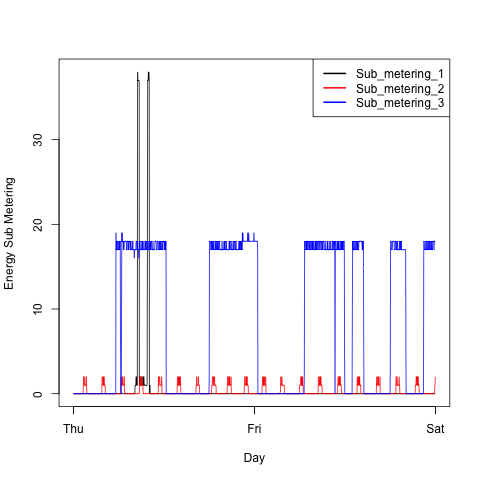 Sub_metering_1
Sub_metering_2
Sub_metering_3
30
20
10
0
Energy Sub Metering
Thu Fri Sat
Day